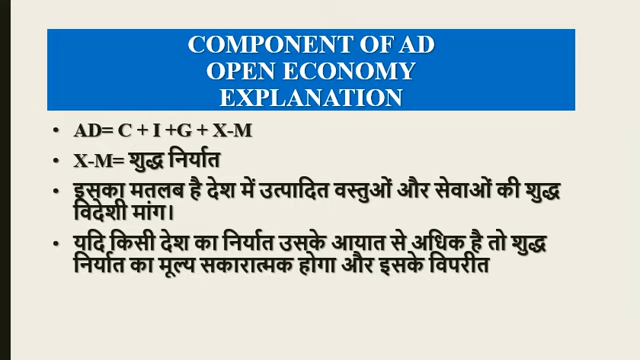 COMPONENT OF AD
OPEN ECONOMY
EXPLANATION
• AD= C + I +G + X-M
• X-M= शुद्ध निर्यात
• इसका मतलब है देश में उत्पादित वस्तुओं और सेवाओं की शुद्ध
विदेशी मांग।
• यदि किसी देश का निर्यात उसके आयात से अधिक है तो शुद्ध
निर्यात का मूल्य सकारात्मक होगा और इसके विपरीत